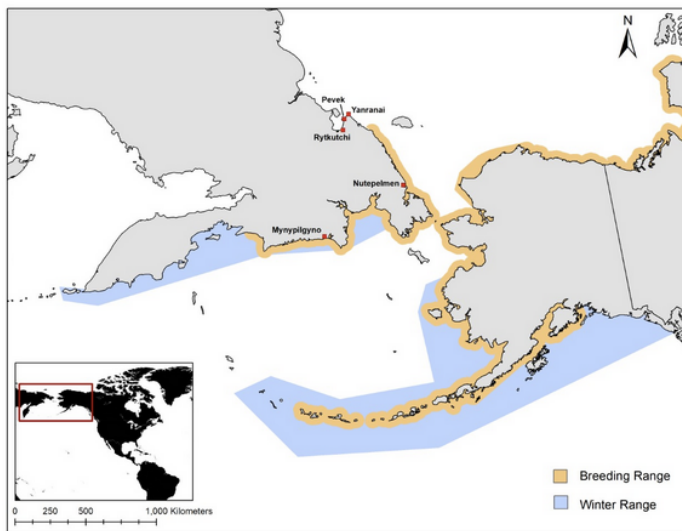 N
Pevek
Yanranai
Rytkutchi
Nutepelmen
Mynypilgyno
Breeding Range
Winter Range
0 250 500 1,000 Kilometers